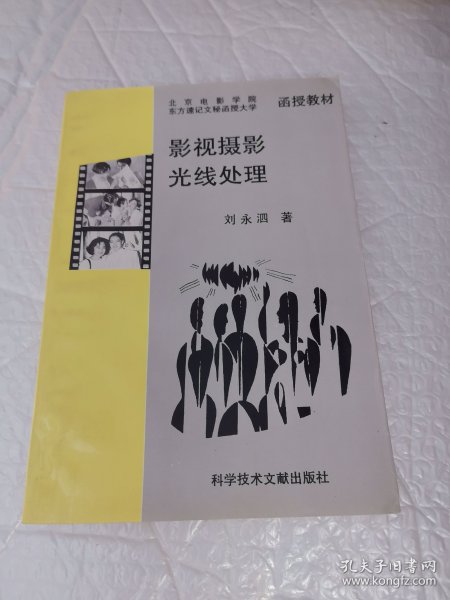 北京电影学院
东方速记文秘函授大学
函授教材
影视摄影
光线处理
刘永泗 著
科学技术文献出版社
孔夫子旧书网
www.kongfz.com